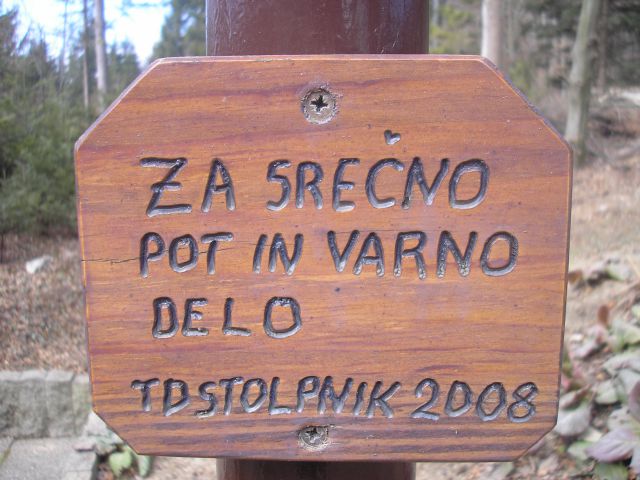 ZA SREČNO
POT IN VARNO
DELO
TD STOLPNIK 2008